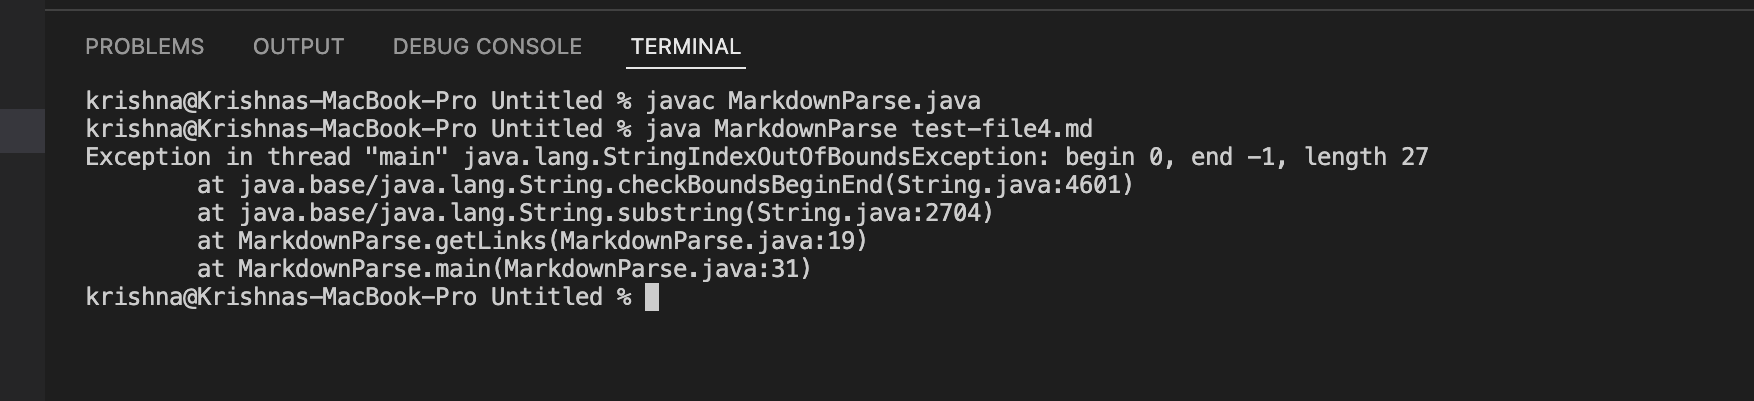 PROBLEMS OUTPUT DEBUG CONSOLE TERMINAL
krishna@Krishnas-MacBook-Pro Untitled % javac MarkdownParse.java
krishna@Krishnas-MacBook-Pro Untitled % java MarkdownParse test-file4.md
Exception in thread "main" java.lang.StringIndexOutOfBoundsException: begin 0, end -1, length 27
        at java.base/java.lang.String.checkBoundsBeginEnd(String.java:4601)
        at java.base/java.lang.String.substring(String.java:2704)
        at MarkdownParse.getLinks(MarkdownParse.java:19)
        at MarkdownParse.main(MarkdownParse.java:31)
krishna@Krishnas-MacBook-Pro Untitled %